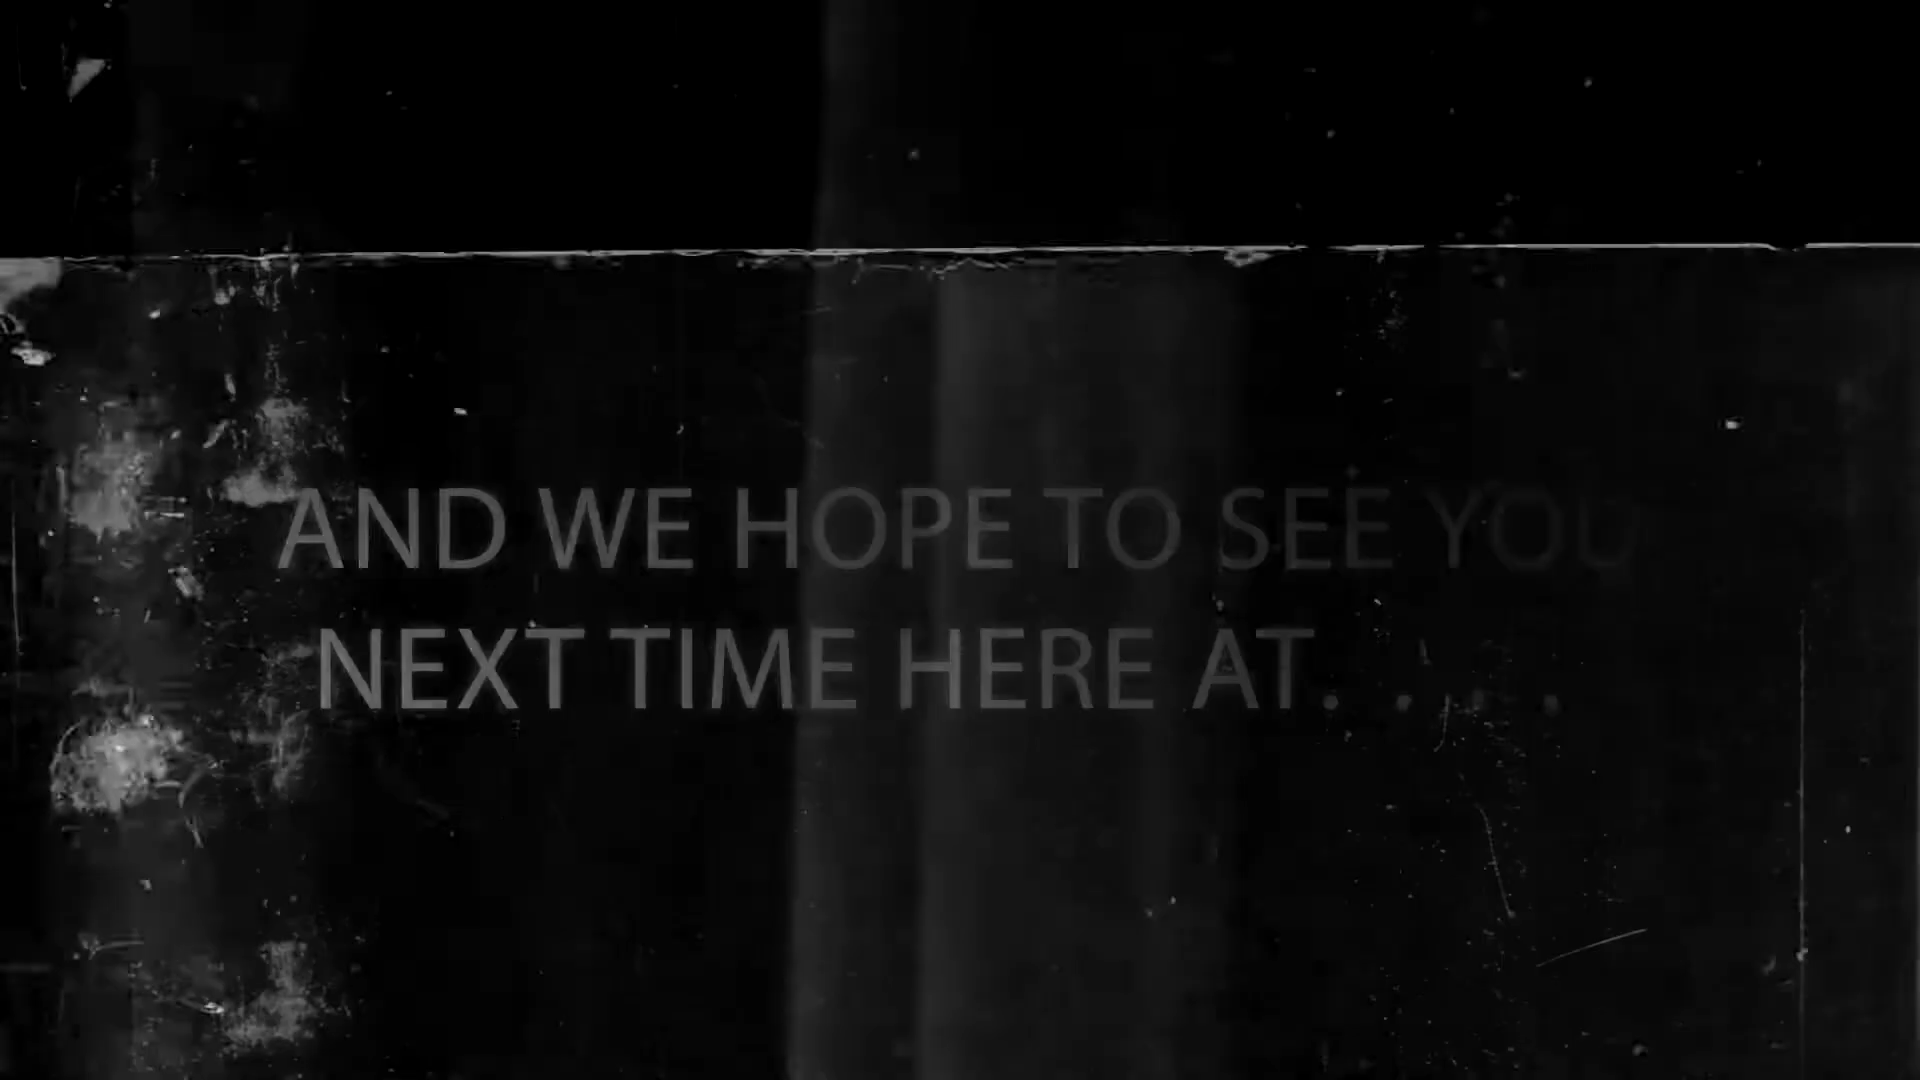 AND WE HOPE TO SEE YOU
NEXT TIME HERE AT. . . .